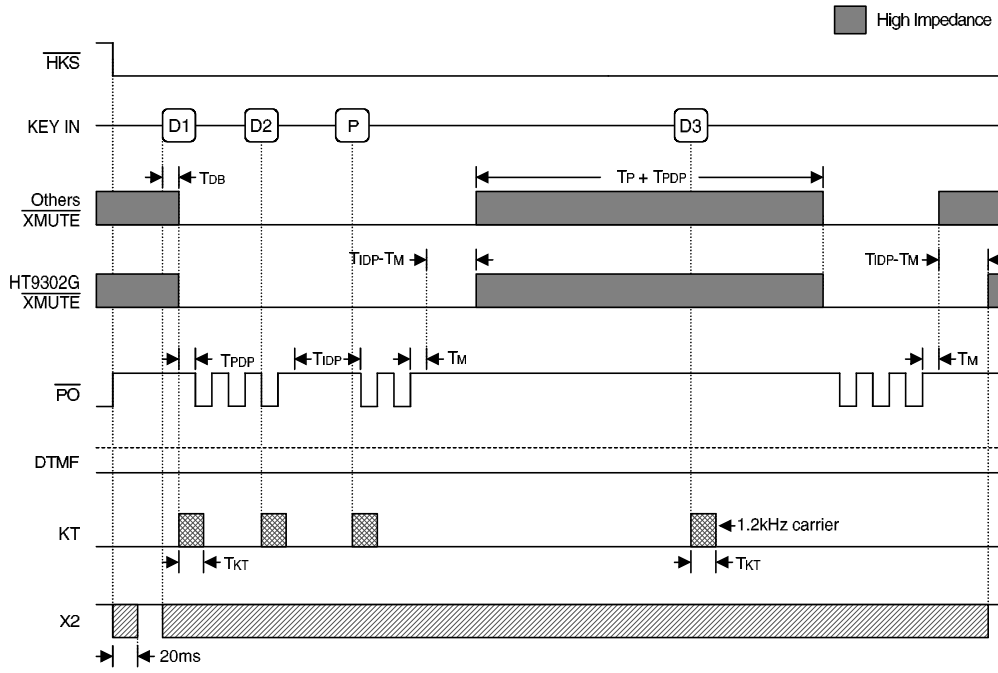 High Impedance
HKS
KEY IN D1 D2 P D3
TDB
TP + TPDP
Others
XMUTE
TIDP-TM TIDP-TM
HT9302G
XMUTE
TPDP TIDP TM TM
PO
DTMF
KT
1.2kHz carrier
TKT TKT
X2
20ms